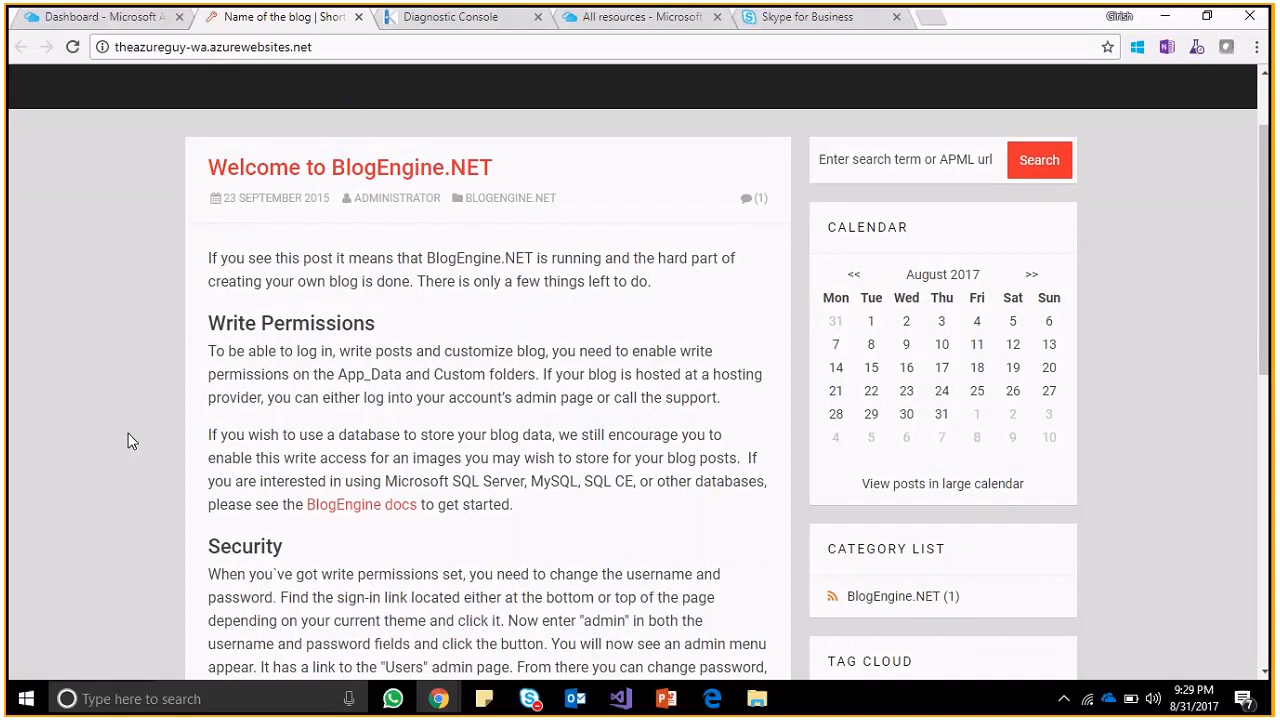 Dashboard - Microsoft A
Name of the blog | Short
Diagnostic Console
All resources - Microsoft
Skype for Business
Girish
theazureguy-wa.azurewebsites.net
Welcome to BlogEngine.NET
23 SEPTEMBER 2015 ADMINISTRATOR BLOGENGINE.NET (1)
If you see this post it means that BlogEngine.NET is running and the hard part of
creating your own blog is done. There is only a few things left to do.
Write Permissions
To be able to log in, write posts and customize blog, you need to enable write
permissions on the App_Data and Custom folders. If your blog is hosted at a hosting
provider, you can either log into your account's admin page or call the support.
If you wish to use a database to store your blog data, we still encourage you to
enable this write access for an images you may wish to store for your blog posts. If
you are interested in using Microsoft SQL Server, MySQL, SQL CE, or other databases,
please see the BlogEngine docs to get started.
Security
When you`ve got write permissions set, you need to change the username and
password. Find the sign-in link located either at the bottom or top of the page
depending on your current theme and click it. Now enter "admin" in both the
username and password fields and click the button. You will now see an admin menu
appear. It has a link to the "Users" admin page. From there you can change password,
Enter search term or APML url
Search
CALENDAR
<< August 2017 >>
Mon Tue Wed Thu Fri Sat Sun
31 1 2 3 4 5 6
7 8 9 10 11 12 13
14 15 16 17 18 19 20
21 22 23 24 25 26 27
28 29 30 31 1 2 3
4 5 6 7 8 9 10
View posts in large calendar
CATEGORY LIST
BlogEngine.NET (1)
TAG CLOUD
Type here to search
9:29 PM
8/31/2017
7